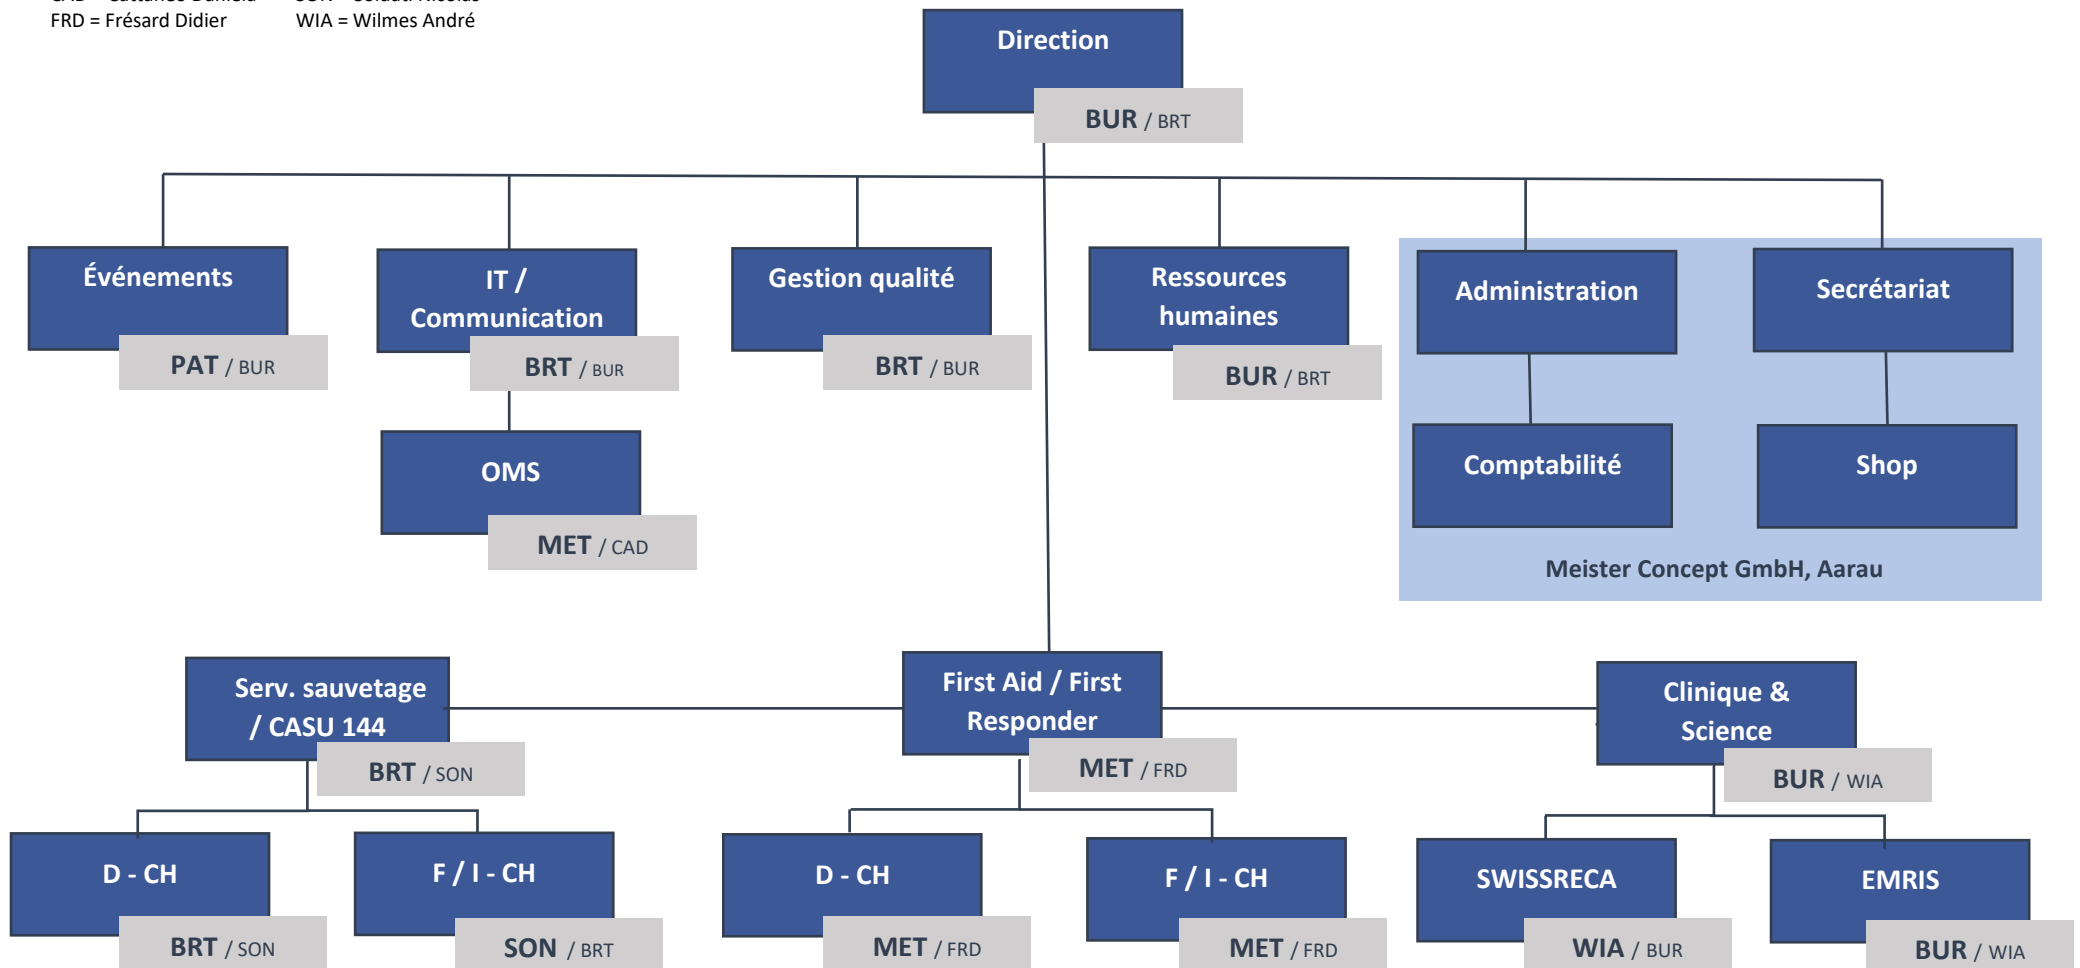 FRD = Frésard Didier WIA = Wilmes André
Direction
BUR / BRT
Événements
PAT / BUR
IT /
Communication
BRT / BUR
Gestion qualité
BRT / BUR
Ressources
humaines
BUR / BRT
Administration
Secrétariat
OMS
MET / CAD
Comptabilité
Shop
Meister Concept GmbH, Aarau
Serv. sauvetage
/ CASU 144
BRT / SON
First Aid / First
Responder
MET / FRD
Clinique &
Science
BUR / WIA
D - CH
BRT / SON
F / I - CH
SON / BRT
D - CH
MET / FRD
F / I - CH
MET / FRD
SWISSRECA
WIA / BUR
EMRIS
BUR / WIA